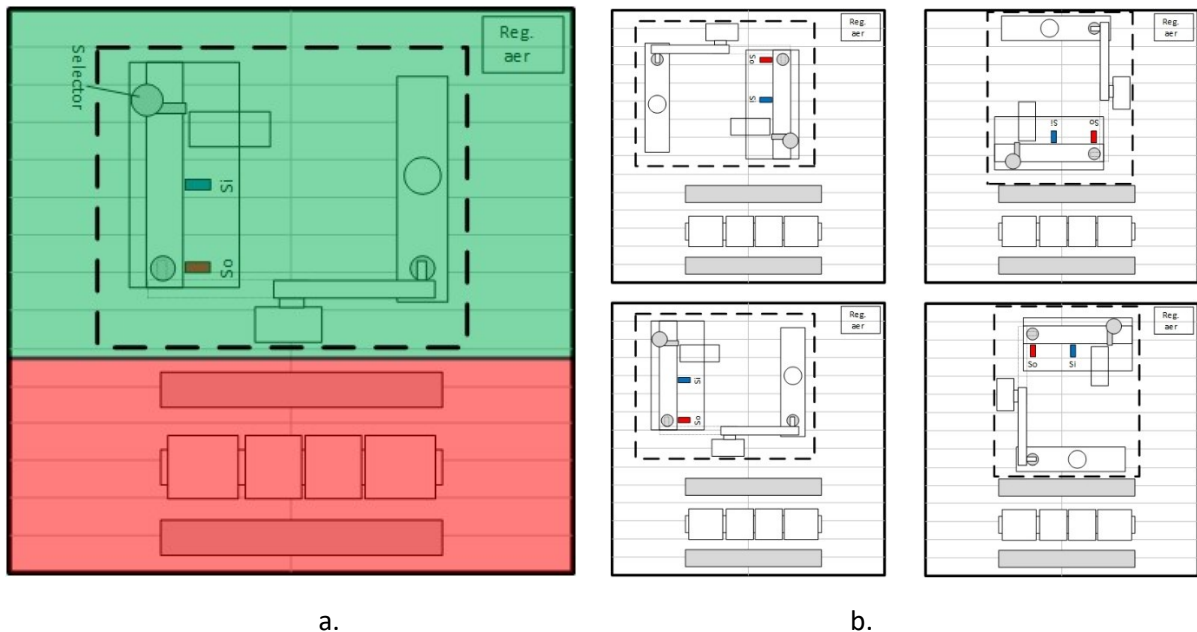 Reg.
aer
Selector
Si
So
Reg.
aer
So
Si
Reg.
aer
Si
So
Reg.
aer
Si
So
Reg.
aer
So
Si
a.
b.